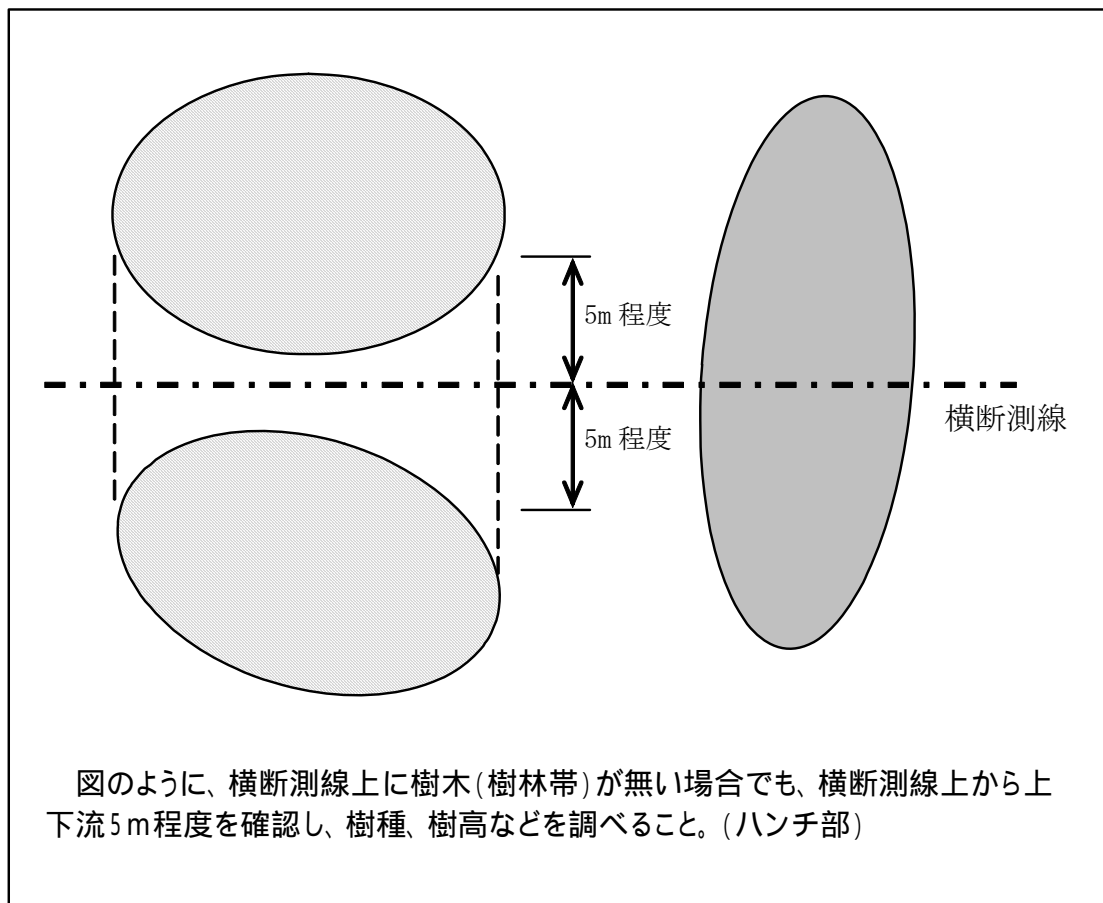 5m 程度
5m 程度
横断測線
図のように、横断測線上に樹木(樹林帯)が無い場合でも、横断測線上から上
下流5m程度を確認し、樹種、樹高などを調べること。(ハンチ部)